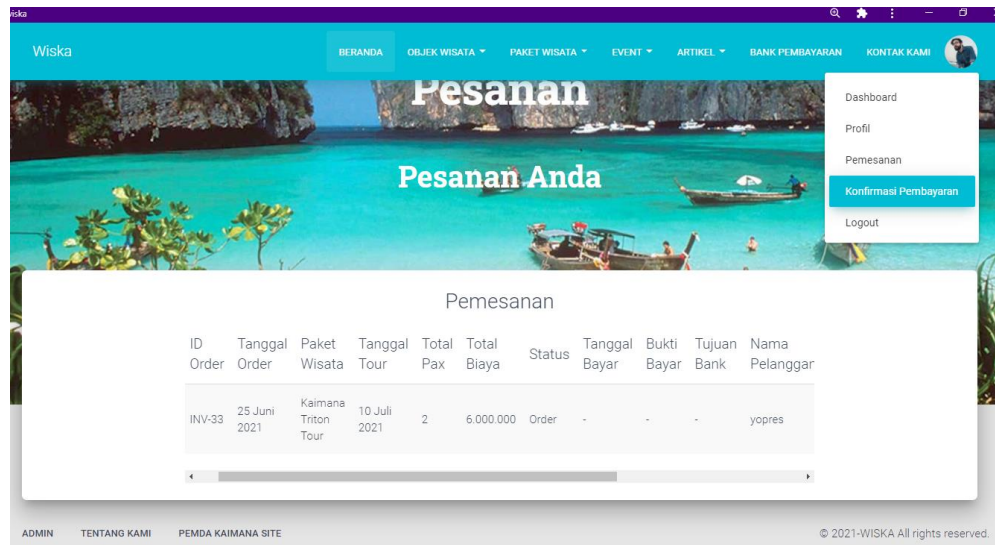 wiska
Wiska
BERANDA OBJEK WISATA PAKET WISATA EVENT ARTIKEL BANK PEMBAYARAN KONTAK KAMI
Pesanan
Pesanan Anda
Dashboard
Profil
Pemesanan
Konfirmasi Pembayaran
Logout
Pemesanan
ID Tanggal Paket Tanggal Total Total Status Tanggal Bukti Tujuan Nama
Order Order Wisata Tour Pax Biaya Bayar Bayar Bank Pelanggan
INV-33 25 Juni 2021 Kaimana Triton Tour 10 Juli 2021 2 6.000.000 Order - - - yopres
ADMIN TENTANG KAMI PEMDA KAIMANA SITE © 2021-WISKA All rights reserved.